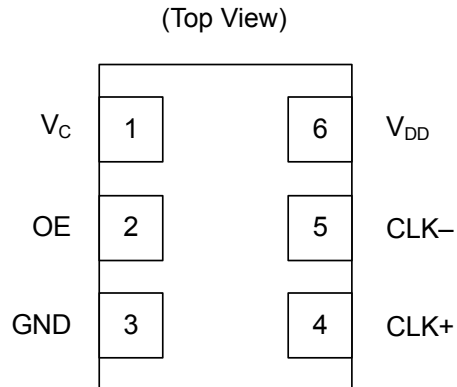 (Top View)
V_C 1 6 V_DD
OE 2 5 CLK–
GND 3 4 CLK+